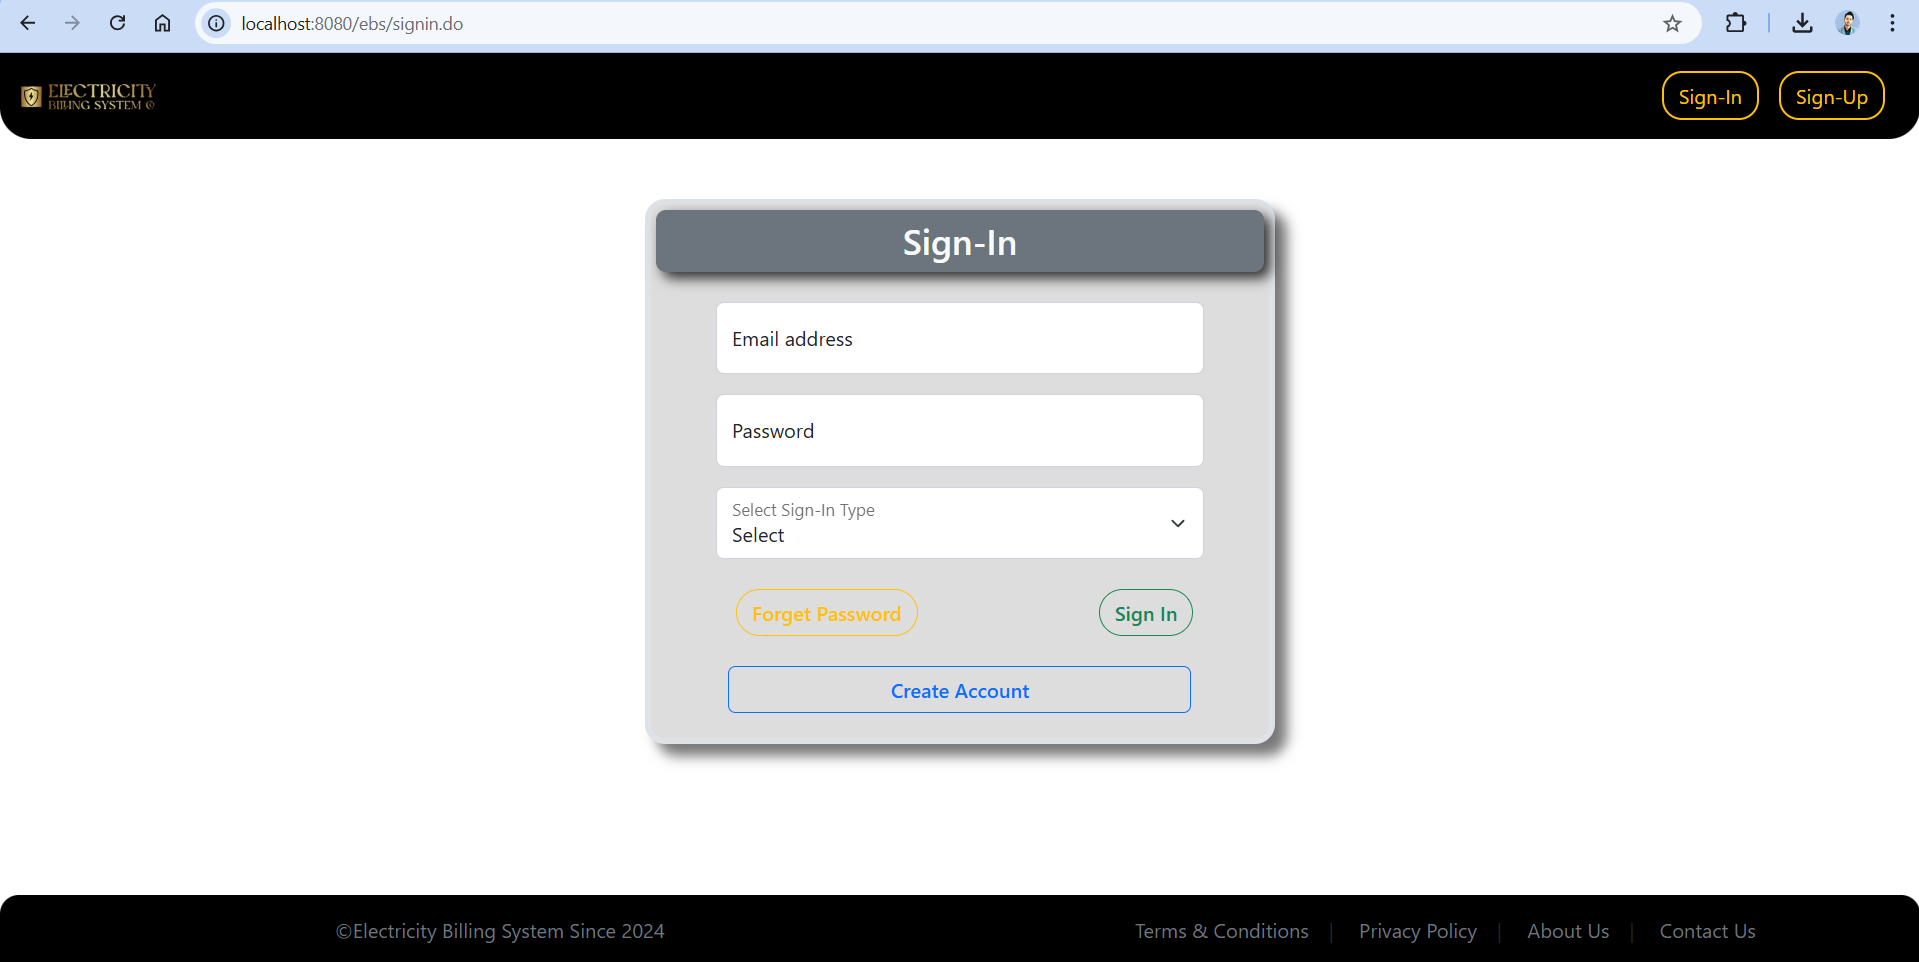 localhost:8080/ebs/signin.do
ELECTRICITY
BILLING SYSTEM
Sign-In
Sign-Up
Sign-In
Email address
Password
Select Sign-In Type
Select
Forget Password
Sign In
Create Account
©Electricity Billing System Since 2024
Terms & Conditions | Privacy Policy | About Us | Contact Us